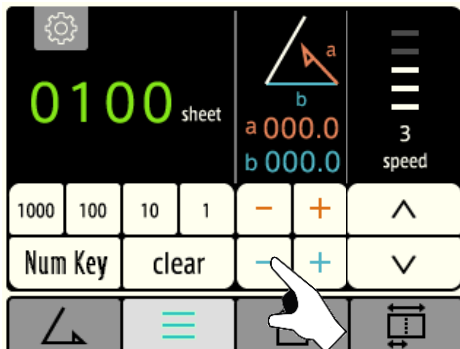 0100 sheet
a
b
a 000.0
b 000.0
3
speed
1000 100 10 1 - +
Num Key clear - +